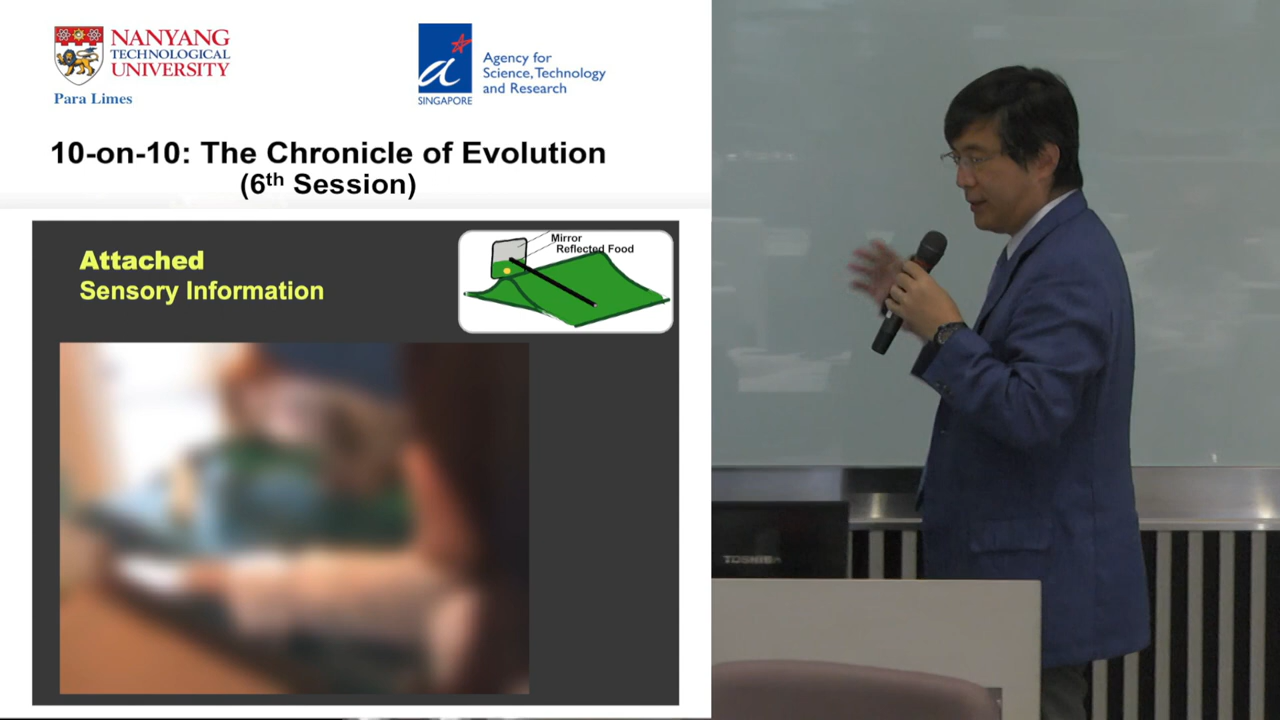 NANYANG
TECHNOLOGICAL
UNIVERSITY
Para Limes
a
SINGAPORE
Agency for
Science, Technology
and Research
10-on-10: The Chronicle of Evolution
(6th Session)
Attached
Sensory Information
Mirror
Reflected Food
TOSHIBA